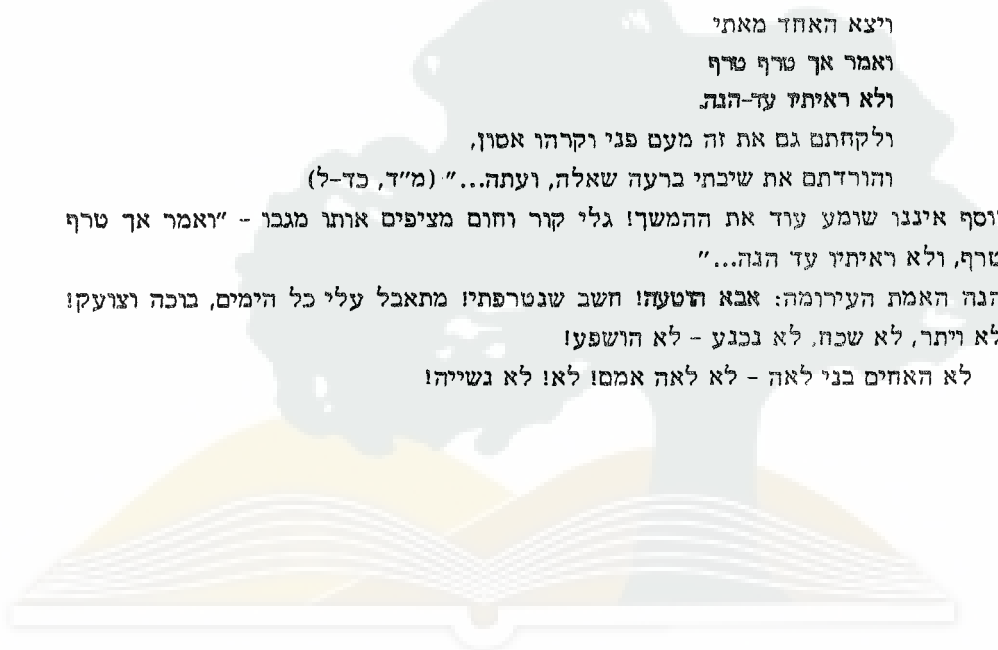 ויצא האחד מאתי
ואמר אך טרף טרף
ולא ראיתיו עד-הנה.
ולקחתם גם את זה מעם פני וקרהו אסון,
והורדתם את שיבתי ברעה שאלה, ועתה..." (מ"ד, כד-ל)
יוסף איננו שומע עוד את ההמשך! גלי קור וחום מציפים אותו מגבו - "ואמר אך טרף
טרף, ולא ראיתיו עד הנה..."
הנה האמת העירומה: אבא הוטעה! חשב שנטרפתי! מתאבל עלי כל הימים, בוכה וצועק!
לא ויתר, לא שכח, לא נכנע - לא הושפע!
לא האחים בני לאה - לא לאה אמם! לא! לא נשייה!